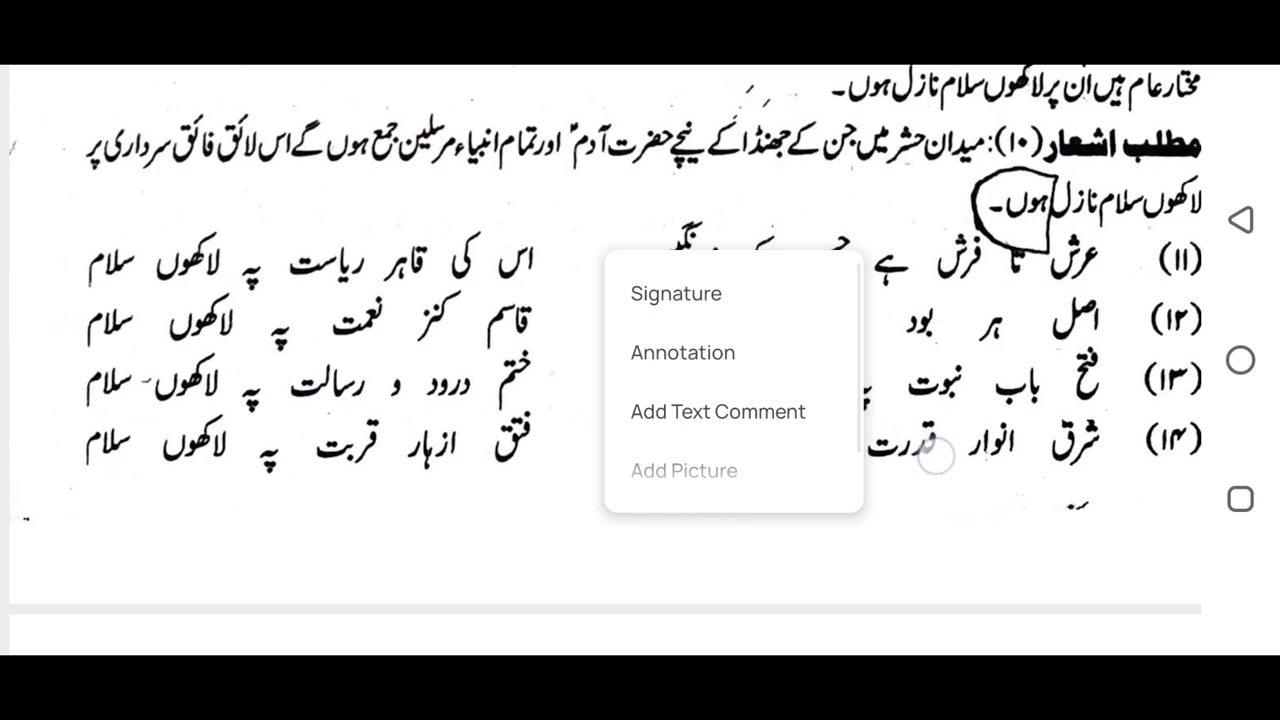 مختار عام ہیں ان پر لاکھوں سلام نازل ہوں۔
مطلب اشعار (۱۰): میدان حشر میں جن کے جھنڈا کے نیچے حضرت آدمؑ اور تمام انبیاء مرسلین جمع ہوں گے اس لائق فائق سرداری پر
لاکھوں سلام نازل ہوں۔
(۱۱) عرش تا فرش ہے اس کی قاہر ریاست پہ لاکھوں سلام
(۱۲) اصل ہر بود قاسم کنز نعمت پہ لاکھوں سلام
(۱۳) فتح باب نبوت پہ ختم درود و رسالت پہ لاکھوں سلام
(۱۴) شرق انوار قدرت فتق ازہار قربت پہ لاکھوں سلام
Signature
Annotation
Add Text Comment
Add Picture